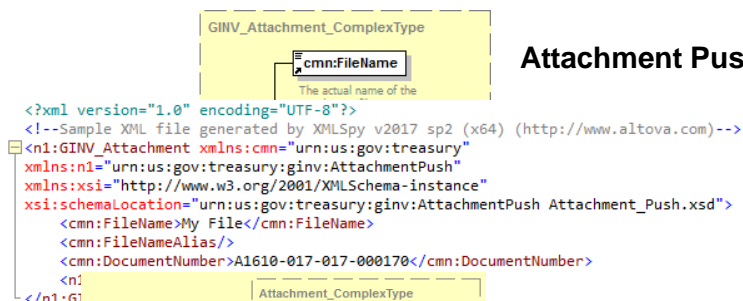 GINV_Attachment_ComplexType
cmn:FileName
Attachment Pus
The actual name of the
<?xml version="1.0" encoding="UTF-8"?>
<!--Sample XML file generated by XMLSpy v2017 sp2 (x64) (http://www.altova.com)-->
<n1:GINV_Attachment xmlns:cmn="urn:us:gov:treasury"
xmlns:n1="urn:us:gov:treasury:ginv:AttachmentPush"
xmlns:xsi="http://www.w3.org/2001/XMLSchema-instance"
xsi:schemaLocation="urn:us:gov:treasury:ginv:AttachmentPush Attachment_Push.xsd">
<cmn:FileName>My File</cmn:FileName>
<cmn:FileNameAlias/>
<cmn:DocumentNumber>A1610-017-017-000170</cmn:DocumentNumber>
<n1
Attachment_ComplexType
</n1:GI